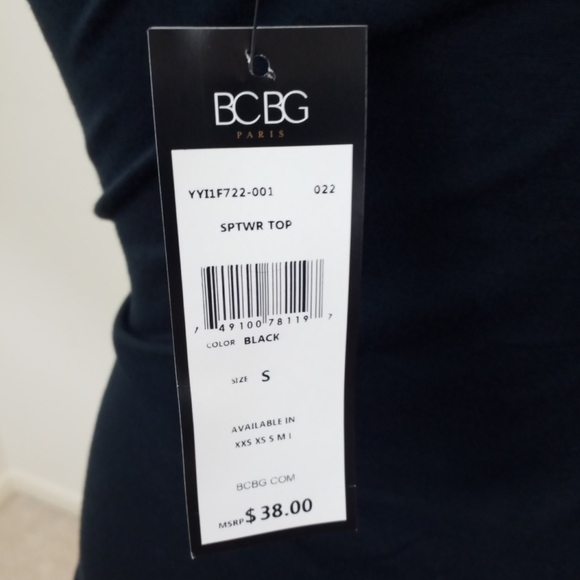 BCBG
PARIS
YYI1F722-001 022
SPTWR TOP
7 49100 78119 7
COLOR BLACK
SIZE S
AVAILABLE IN
XXS XS S M L
BCBG.COM
MSRP $38.00